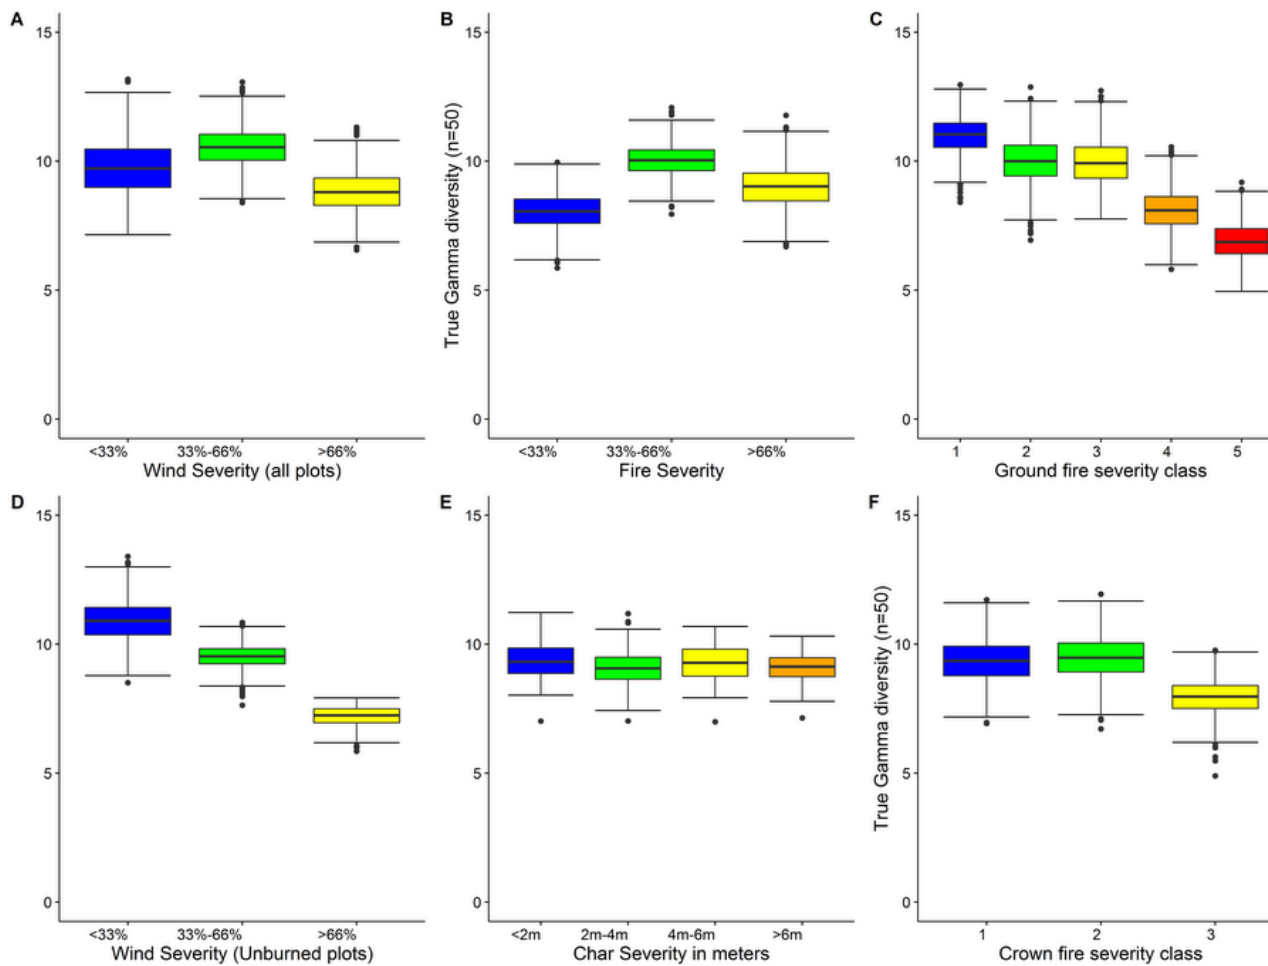 A
15
10
5
0
<33%
33%-66%
>66%
Wind Severity (all plots)
B
True Gamma diversity (n=50)
15
10
5
0
<33%
33%-66%
>66%
Fire Severity
C
15
10
5
0
1
2
3
4
5
Ground fire severity class
D
15
10
5
0
<33%
33%-66%
>66%
Wind Severity (Unburned plots)
E
15
10
5
0
<2m
2m-4m
4m-6m
>6m
Char Severity in meters
F
True Gamma diversity (n=50)
15
10
5
0
1
2
3
Crown fire severity class